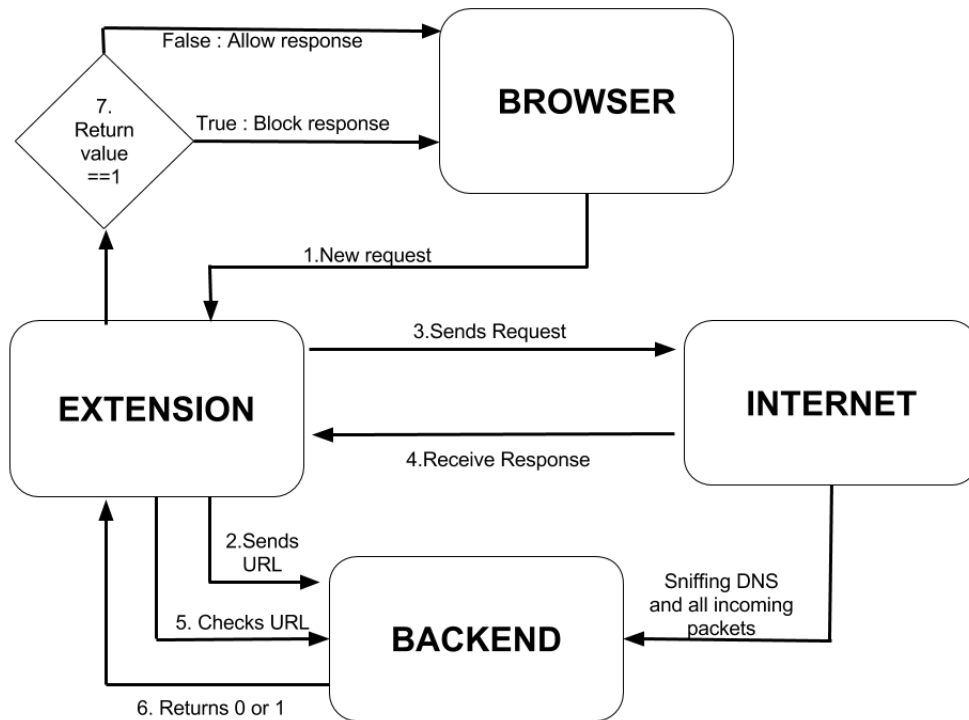 False : Allow response
BROWSER
7.
Return
value
==1
True : Block response
1.New request
3.Sends Request
EXTENSION
INTERNET
4.Receive Response
2.Sends
URL
Sniffing DNS
and all incoming
packets
5. Checks URL
BACKEND
6. Returns 0 or 1